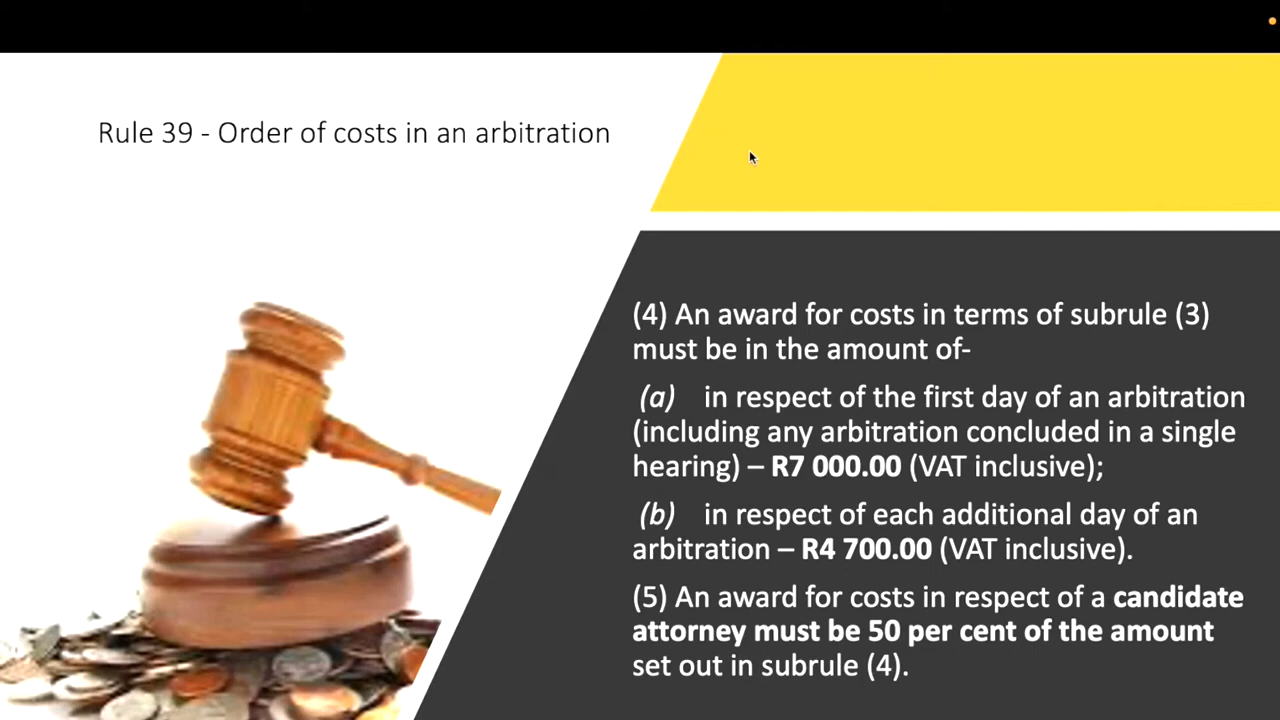 Rule 39 - Order of costs in an arbitration
(4) An award for costs in terms of subrule (3)
must be in the amount of-
(a) in respect of the first day of an arbitration
(including any arbitration concluded in a single
hearing) – R7 000.00 (VAT inclusive);
(b) in respect of each additional day of an
arbitration – R4 700.00 (VAT inclusive).
(5) An award for costs in respect of a candidate
attorney must be 50 per cent of the amount
set out in subrule (4).